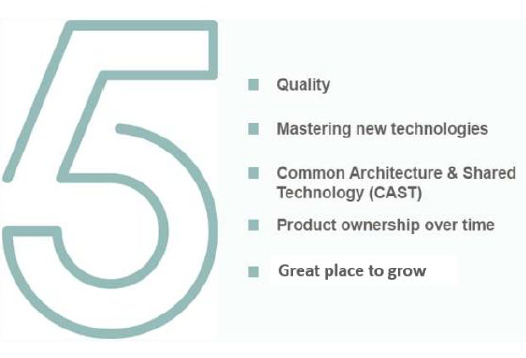 5
Quality
Mastering new technologies
Common Architecture & Shared
Technology (CAST)
Product ownership over time
Great place to grow